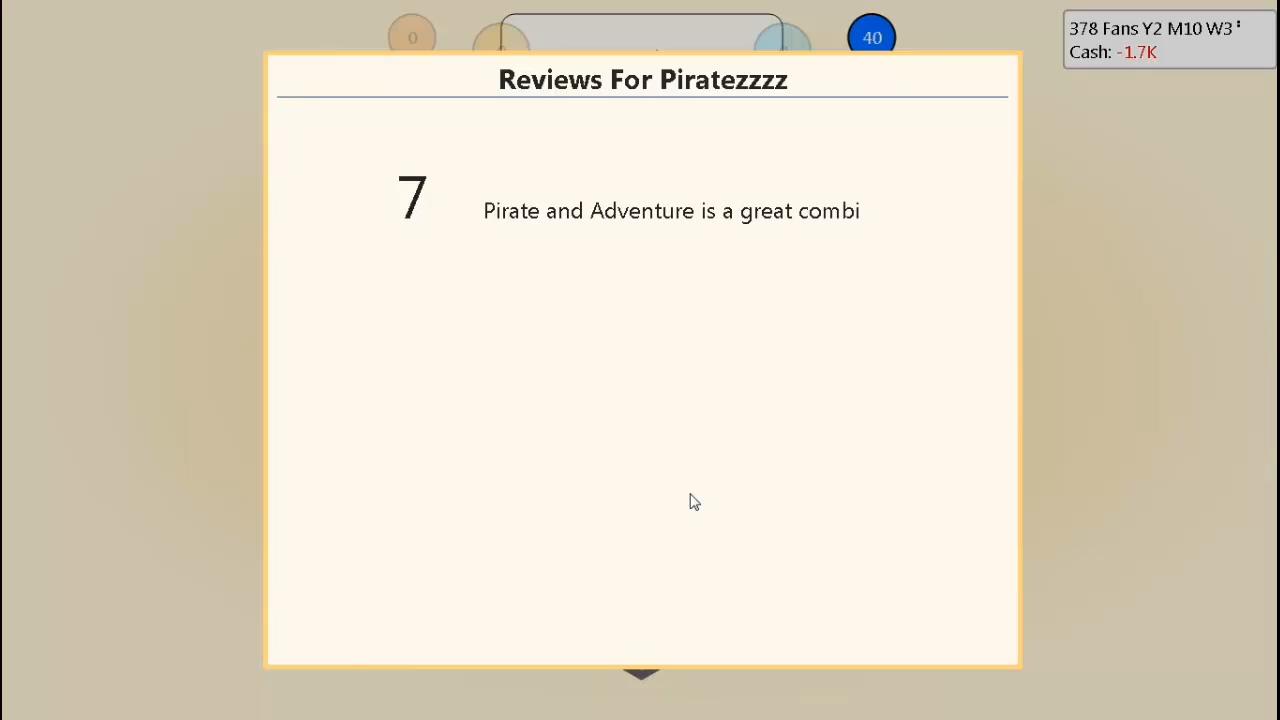 0
40
378 Fans Y2 M10 W3
Cash: -1.7K
Reviews For Piratezzzz
7
Pirate and Adventure is a great combi